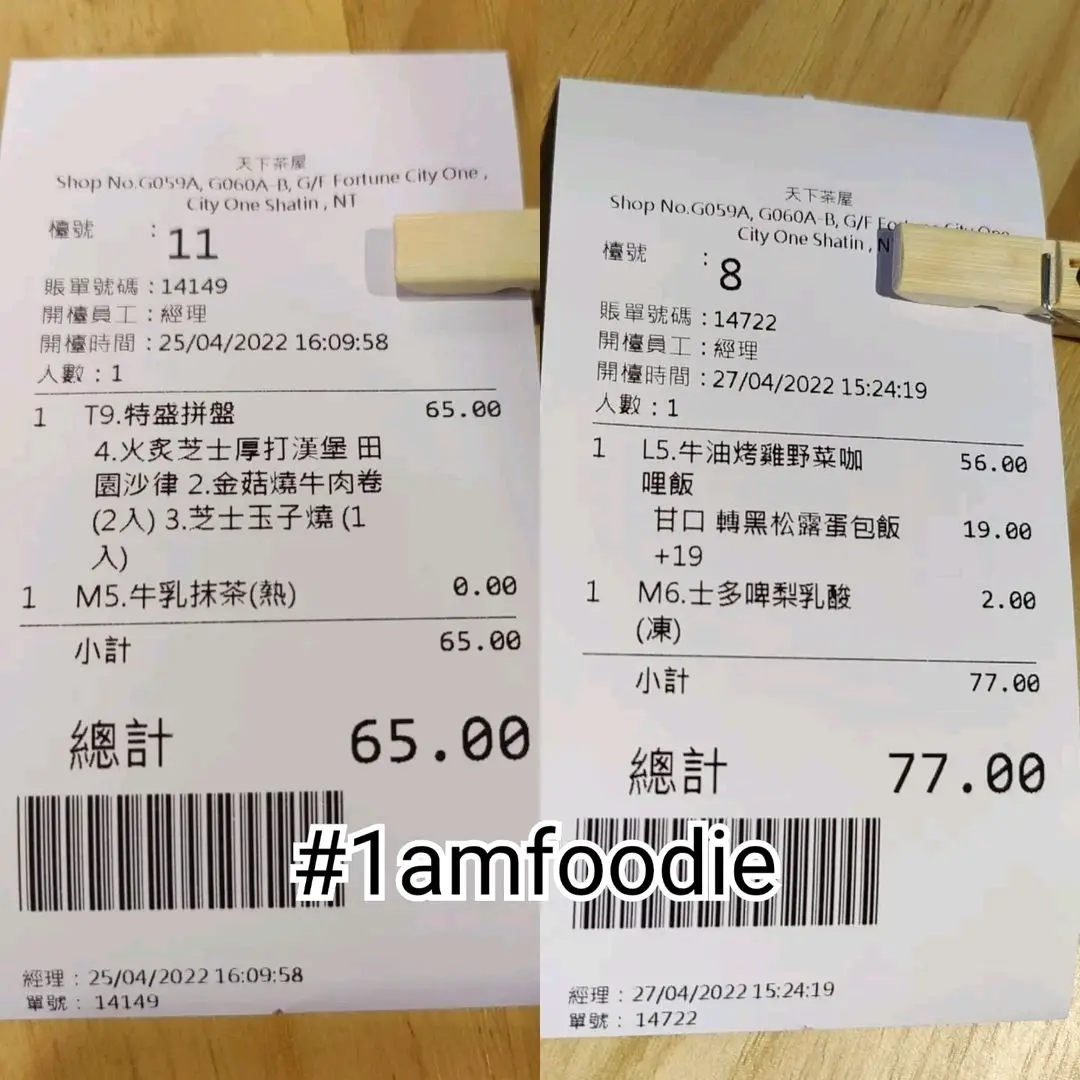 天下茶屋
Shop No.G059A, G060A-B, G/F Fortune City One ,
City One Shatin , NT
檯號 : 11
賬單號碼 : 14149
開檯員工 : 經理
開檯時間 : 25/04/2022 16:09:58
人數 : 1
1 T9.特盛拼盤 65.00
4.火炙芝士厚打漢堡 田
園沙律 2.金菇燒牛肉卷
(2入) 3.芝士玉子燒 (1
入)
1 M5.牛乳抹茶(熱) 0.00
小計 65.00
總計 65.00
經理 : 25/04/2022 16:09:58
單號 : 14149
天下茶屋
Shop No.G059A, G060A-B, G/F Fortune City One
City One Shatin , N
檯號 : 8
賬單號碼 : 14722
開檯員工 : 經理
開檯時間 : 27/04/2022 15:24:19
人數 : 1
1 L5.牛油烤雞野菜咖 56.00
哩飯
甘口 轉黑松露蛋包飯 19.00
+19
1 M6.士多啤梨乳酸 2.00
(凍)
小計 77.00
總計 77.00
#1amfoodie
經理 : 27/04/2022 15:24:19
單號 : 14722